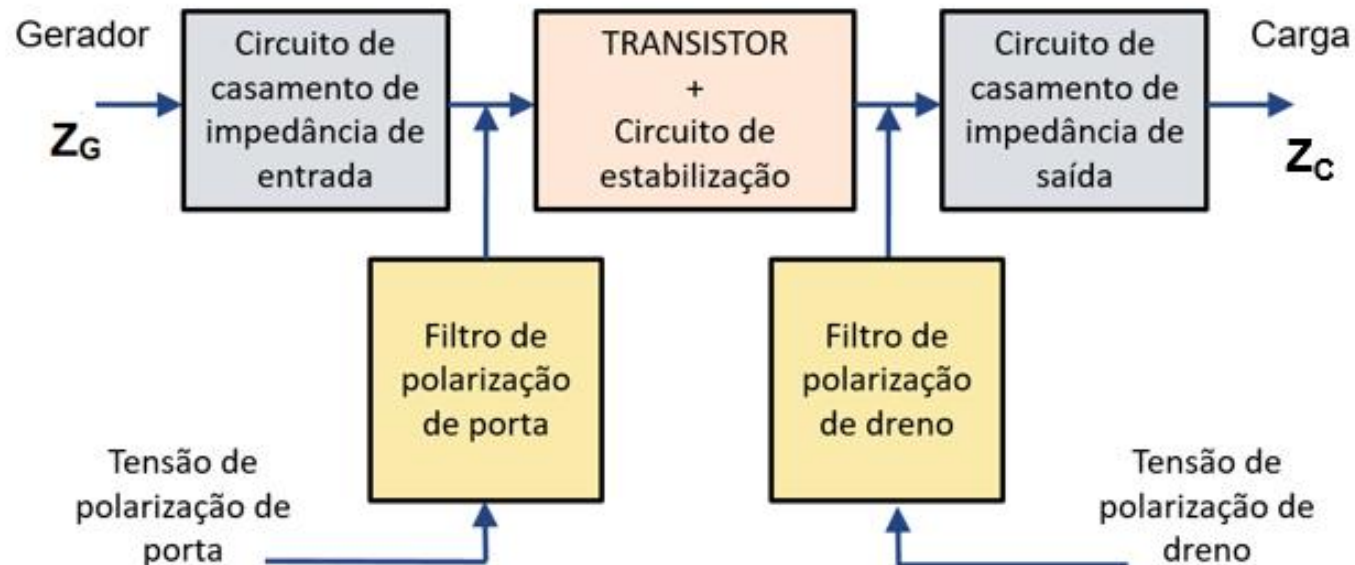 Gerador
Z_G
Circuito de
casamento de
impedância de
entrada
TRANSISTOR
+
Circuito de
estabilização
Circuito de
casamento de
impedância de
saída
Carga
Z_C
Filtro de
polarização
de porta
Filtro de
polarização
de dreno
Tensão de
polarização de
porta
Tensão de
polarização de
dreno